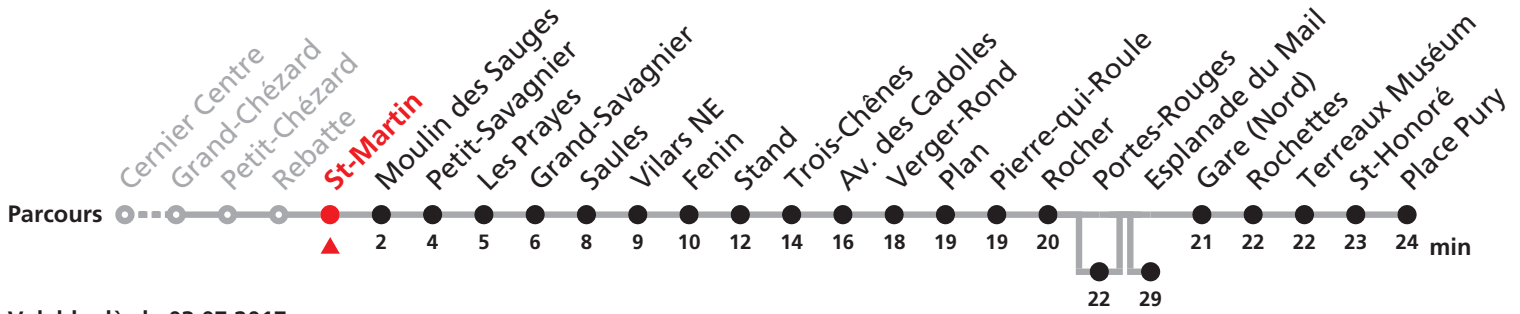 Cernier Centre
Grand-Chézard
Petit-Chézard
Rebatte
St-Martin
Moulin des Sauges
Petit-Savagnier
Les Prayes
Grand-Savagnier
Saules
Vilars NE
Fenin
Stand
Trois-Chênes
Av. des Cadolles
Verger-Rond
Plan
Pierre-qui-Roule
Rocher
Portes-Rouges
Esplanade du Mail
Gare (Nord)
Rochettes
Terreaux Muséum
St-Honoré
Place Pury
Parcours
2 4 5 6 8 9 10 12 14 16 18 19 19 20 21 22 22 23 24 min
22 29